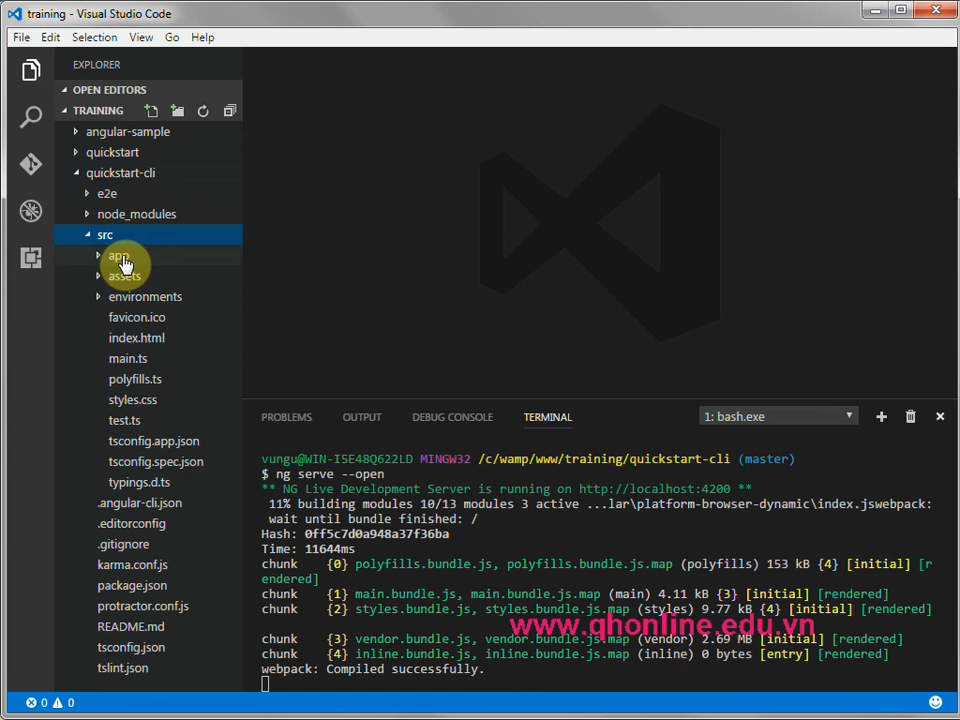 training - Visual Studio Code
File Edit Selection View Go Help
EXPLORER
OPEN EDITORS
TRAINING
angular-sample
quickstart
quickstart-cli
e2e
node_modules
src
app
assets
environments
favicon.ico
index.html
main.ts
polyfills.ts
styles.css
test.ts
tsconfig.app.json
tsconfig.spec.json
typings.d.ts
.angular-cli.json
.editorconfig
.gitignore
karma.conf.js
package.json
protractor.conf.js
README.md
tsconfig.json
tslint.json
PROBLEMS OUTPUT DEBUG CONSOLE TERMINAL 1: bash.exe
vungu@WIN-I5E48Q622LD MINGW32 /c/wamp/www/training/quickstart-cli (master)
$ ng serve --open
** NG Live Development Server is running on http://localhost:4200 **
11% building modules 10/13 modules 3 active ...lar\platform-browser-dynamic\index.jswebpack:
wait until bundle finished: /
Hash: 0ff5c7d0a948a37f36ba
Time: 11644ms
chunk {0} polyfills.bundle.js, polyfills.bundle.js.map (polyfills) 153 kB {4} [initial] [r
endered]
chunk {1} main.bundle.js, main.bundle.js.map (main) 4.11 kB {3} [initial] [rendered]
chunk {2} styles.bundle.js, styles.bundle.js.map (styles) 9.77 kB {4} [initial] [rendered]
www.qhonline.edu.vn
chunk {3} vendor.bundle.js, vendor.bundle.js.map (vendor) 2.69 MB [initial] [rendered]
chunk {4} inline.bundle.js, inline.bundle.js.map (inline) 0 bytes [entry] [rendered]
webpack: Compiled successfully.
0 0